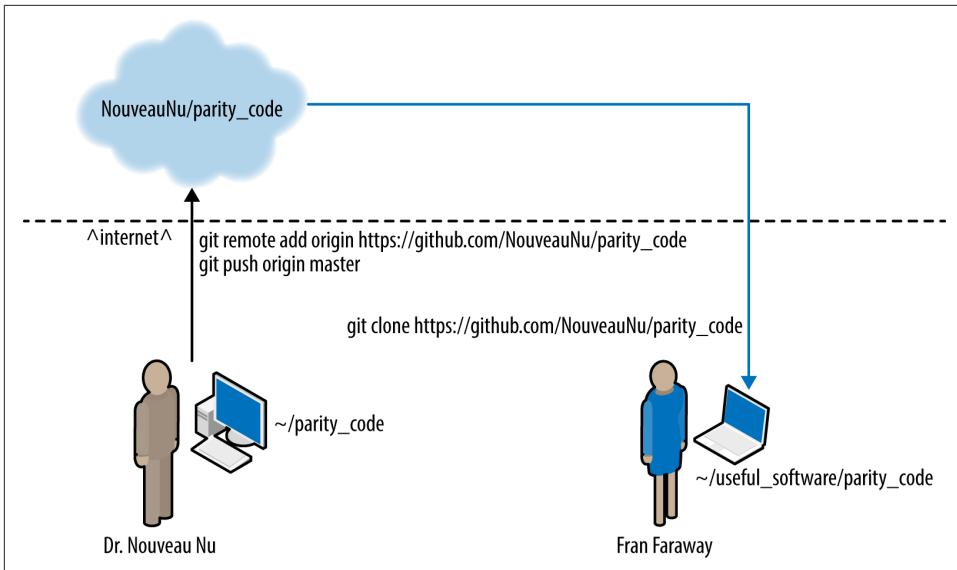 NouveauNu/parity_code
^internet^
git remote add origin https://github.com/NouveauNu/parity_code
git push origin master
git clone https://github.com/NouveauNu/parity_code
~/parity_code
~/useful_software/parity_code
Dr. Nouveau Nu
Fran Faraway